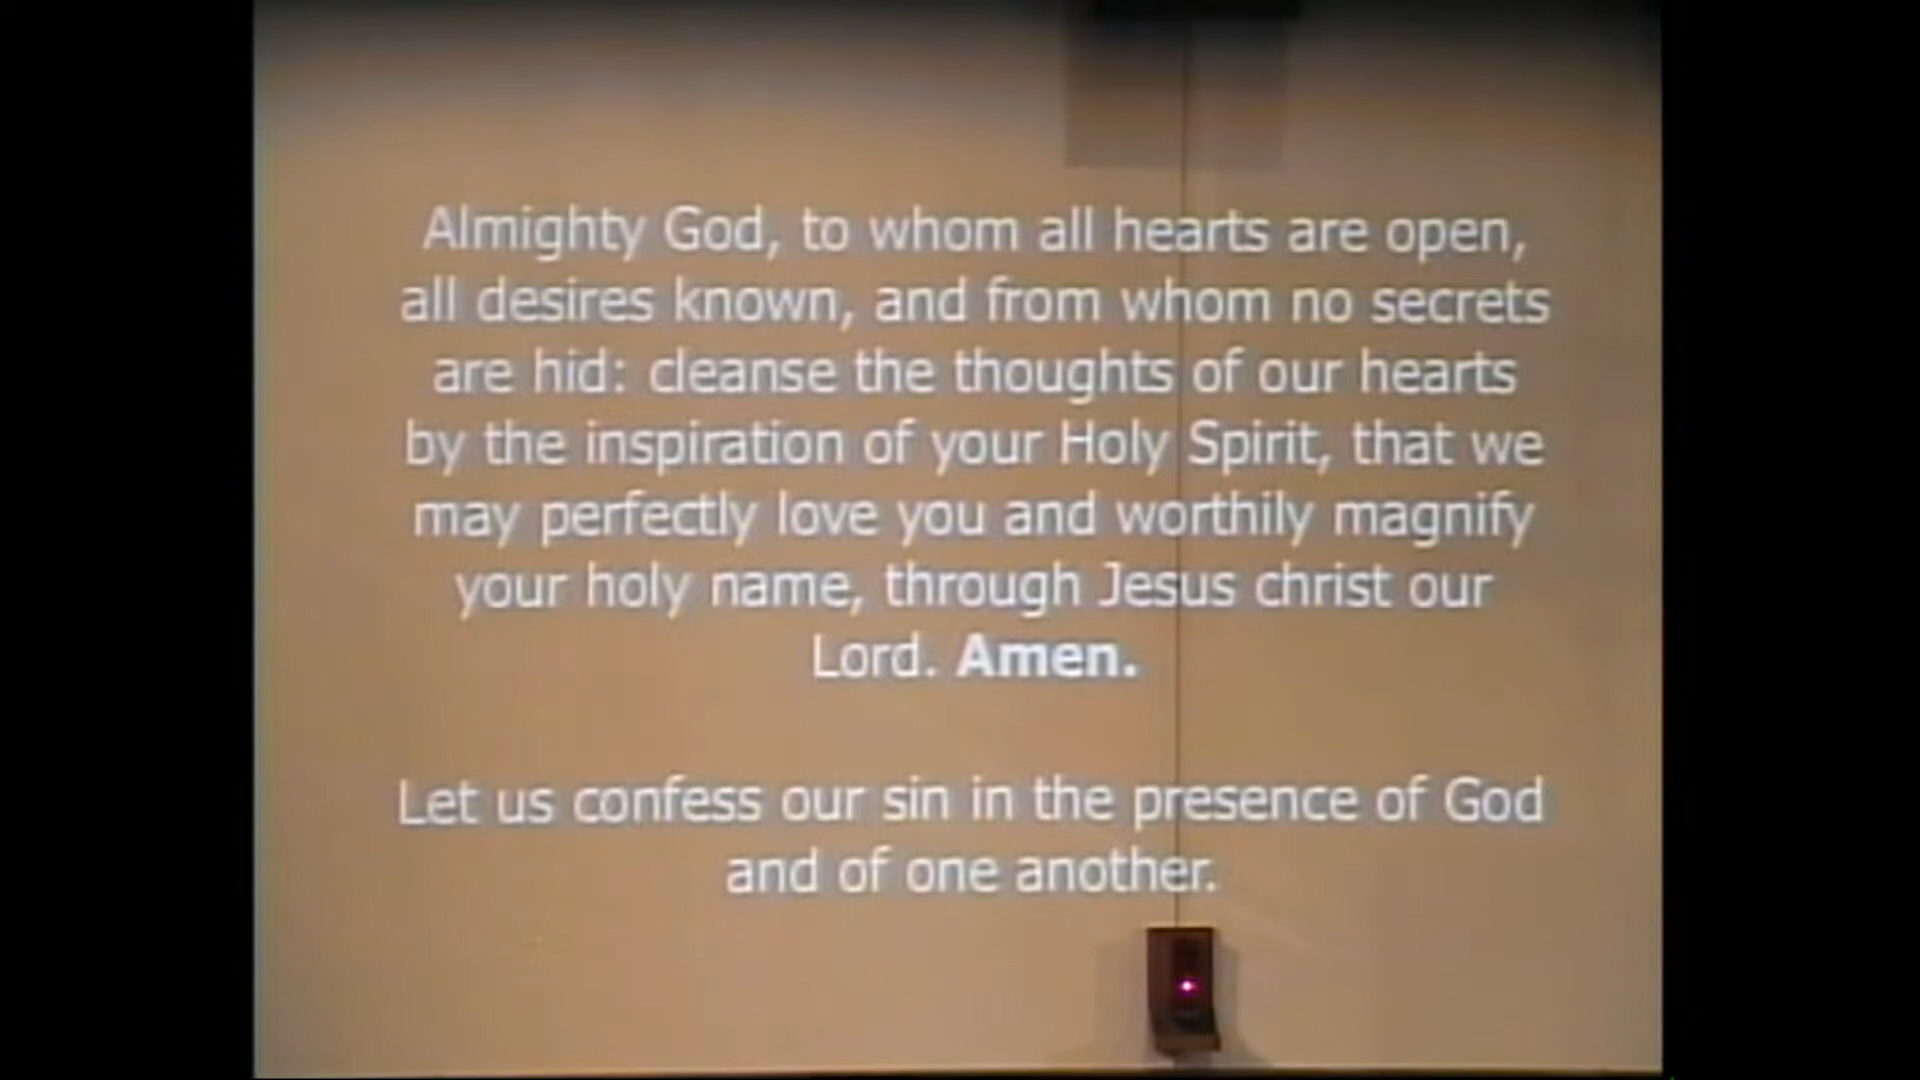 Almighty God, to whom all hearts are open,
all desires known, and from whom no secrets
are hid: cleanse the thoughts of our hearts
by the inspiration of your Holy Spirit, that we
may perfectly love you and worthily magnify
your holy name, through Jesus christ our
Lord. Amen.
Let us confess our sin in the presence of God
and of one another.